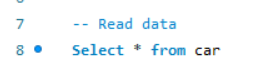 7 -- Read data
8 Select * from car